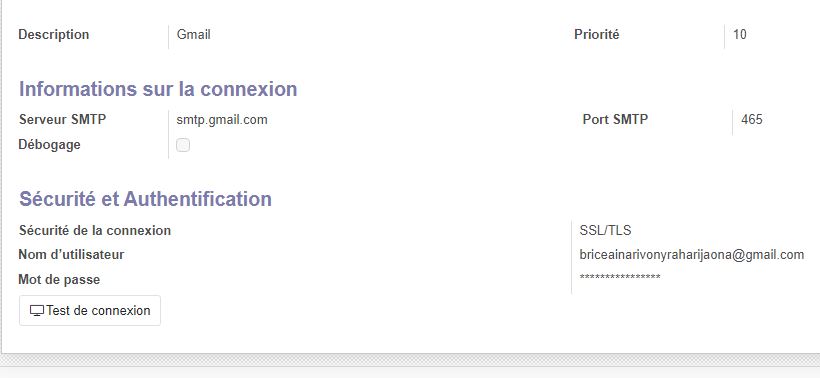 Description Gmail Priorité 10
Informations sur la connexion
Serveur SMTP smtp.gmail.com Port SMTP 465
Débogage
Sécurité et Authentification
Sécurité de la connexion SSL/TLS
Nom d’utilisateur briceainarivonyraharijaona@gmail.com
Mot de passe ****************
Test de connexion